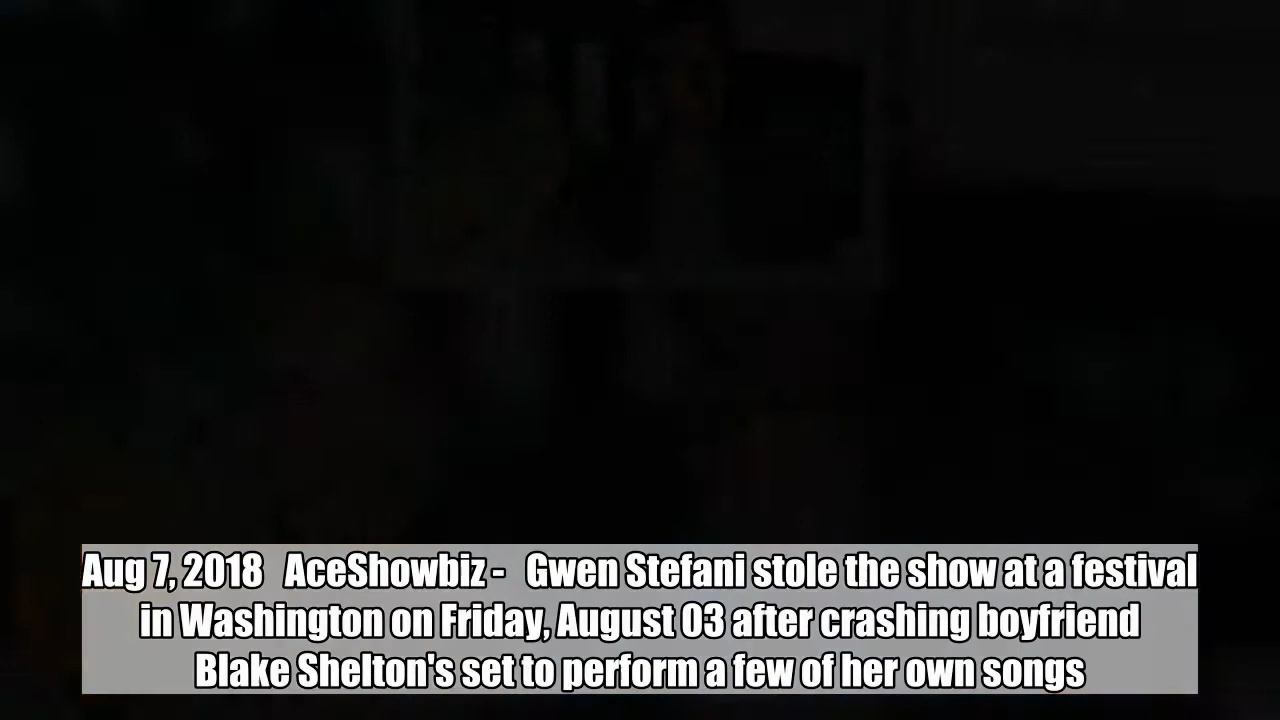 Aug 7, 2018 AceShowbiz - Gwen Stefani stole the show at a festival
in Washington on Friday, August 03 after crashing boyfriend
Blake Shelton's set to perform a few of her own songs